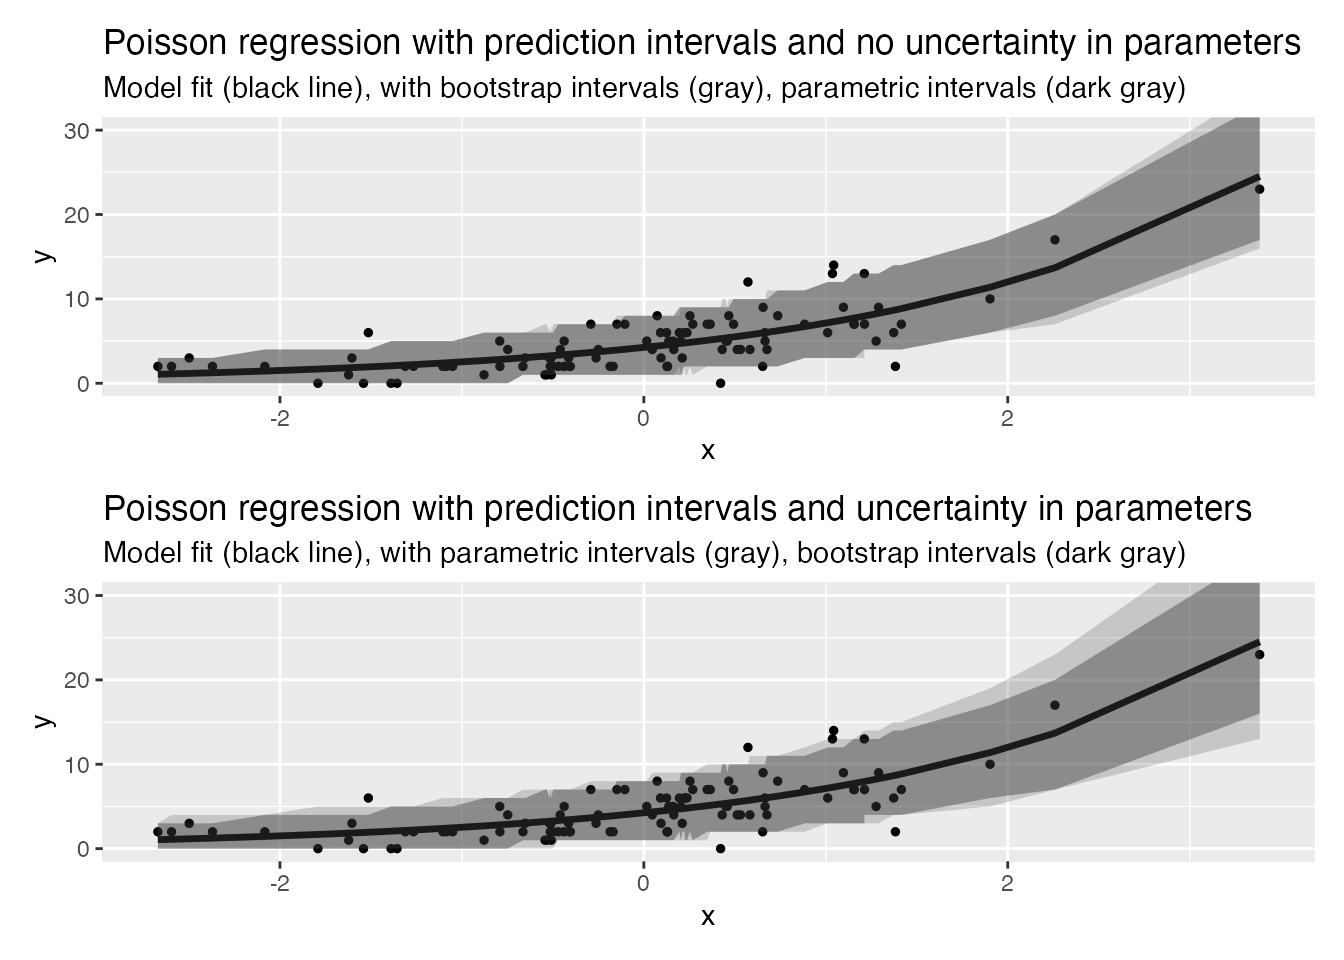 Poisson regression with prediction intervals and no uncertainty in parameters
Model fit (black line), with bootstrap intervals (gray), parametric intervals (dark gray)
30
20
10
0
y
-2
0
2
x
Poisson regression with prediction intervals and uncertainty in parameters
Model fit (black line), with parametric intervals (gray), bootstrap intervals (dark gray)
30
20
10
0
y
-2
0
2
x